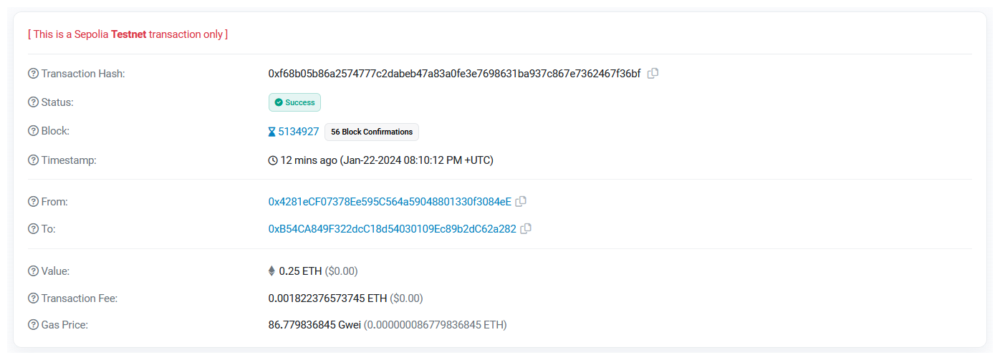 [ This is a Sepolia Testnet transaction only ]
Transaction Hash: 0xf68b05b86a2574777c2dabeb47a83a0fe3e7698631ba937c867e7362467f36bf
Status: Success
Block: 5134927 56 Block Confirmations
Timestamp: 12 mins ago (Jan-22-2024 08:10:12 PM +UTC)
From: 0x4281eCF07378Ee595C564a59048801330f3084eE
To: 0xB54CA849F322dcC18d54030109Ec89b2dC62a282
Value: 0.25 ETH ($0.00)
Transaction Fee: 0.001822376573745 ETH ($0.00)
Gas Price: 86.779836845 Gwei (0.000000086779836845 ETH)